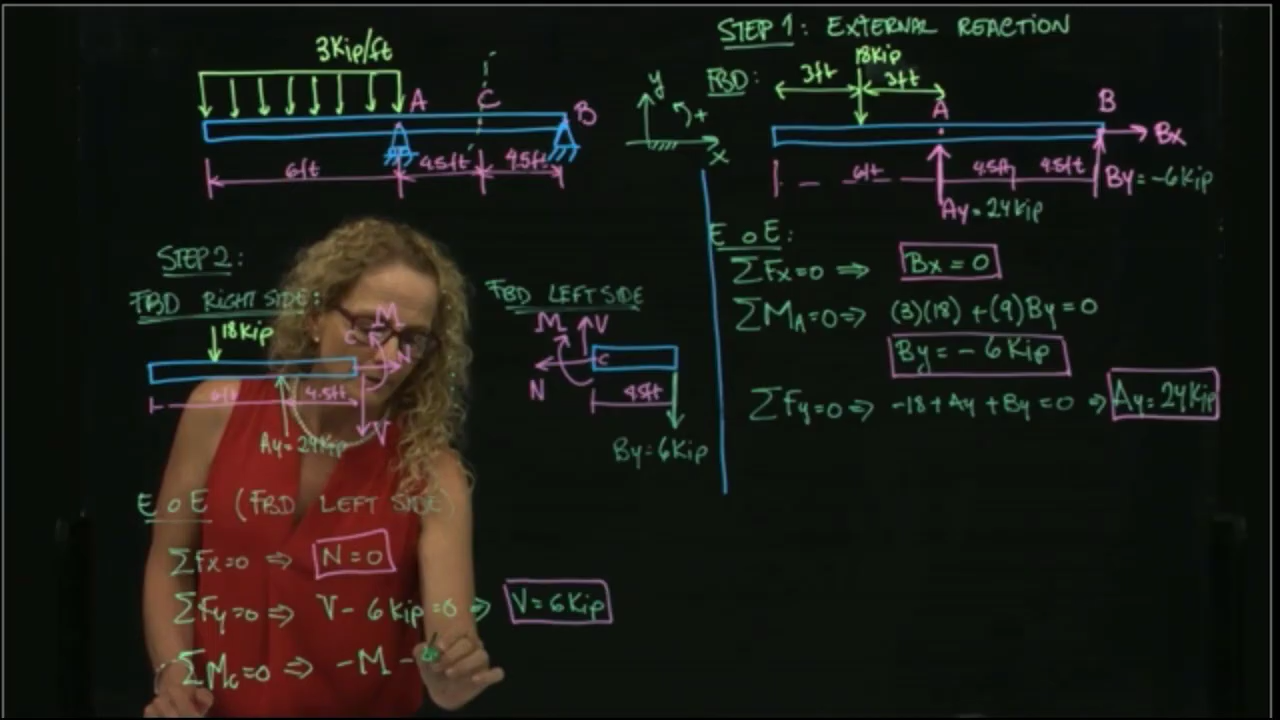 3Kip/ft
A
C
B
6ft
4.5ft
4.5ft
y
+
x
STEP 1: EXTERNAL REACTION
FBD:
18Kip
3ft
3ft
A
B
Bx
6ft
4.5ft
4.5ft
By = -6Kip
Ay = 24Kip
E o E:
ΣFx=0 ⇒ Bx = 0
ΣMA=0 ⇒ (3)(18) + (9)By = 0
By = -6 Kip
ΣFy=0 ⇒ -18 + Ay + By = 0 ⇒ Ay = 24Kip
STEP 2:
FBD RIGHT SIDE:
18Kip
M
C
N
6ft
4.5ft
V
Ay = 24Kip
FBD LEFT SIDE
M
V
C
N
4.5ft
By = 6Kip
E o E (FBD LEFT SIDE)
ΣFx=0 ⇒ N=0
ΣFy=0 ⇒ V - 6 Kip = 0 ⇒ V = 6 Kip
ΣMc=0 ⇒ -M -